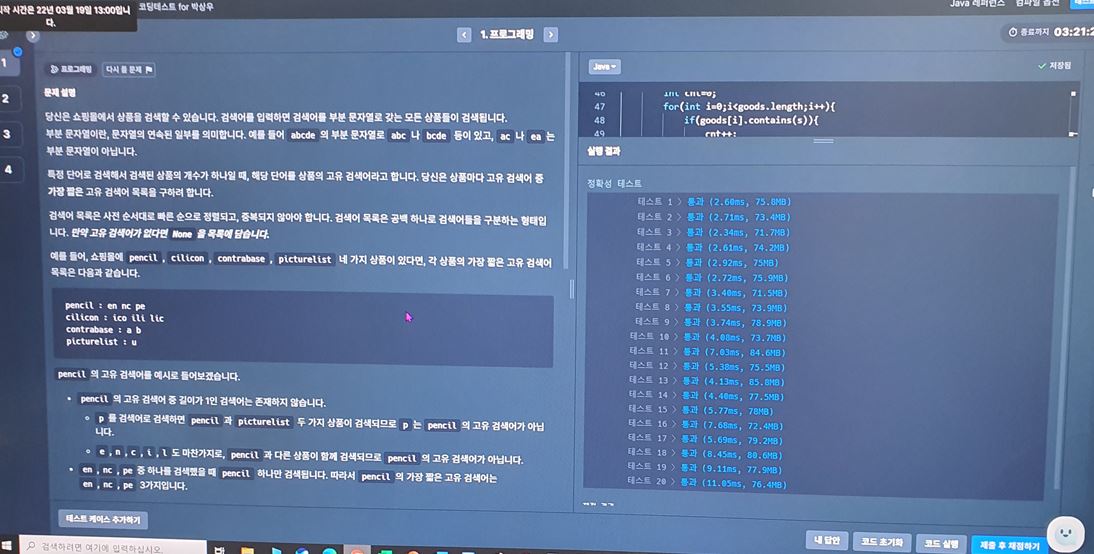 시작 시간은 22년 03월 19일 13:00입니
다.
코딩테스트 for 박상우
Java 레퍼런스 컴파일 옵션
1. 프로그래밍
종료까지 03:21:2
1
2
3
4
프로그래밍
다시 풀 문제
문제 설명
당신은 쇼핑몰에서 상품을 검색할 수 있습니다. 검색어를 입력하면 검색어를 부분 문자열로 갖는 모든 상품들이 검색됩니다.
부분 문자열이란, 문자열의 연속된 일부를 의미합니다. 예를 들어 abcde 의 부분 문자열로 abc 나 bcde 등이 있고, ac 나 ea 는
부분 문자열이 아닙니다.
특정 단어로 검색해서 검색된 상품의 개수가 하나일 때, 해당 단어를 상품의 고유 검색어라고 합니다. 당신은 상품마다 고유 검색어 중
가장 짧은 고유 검색어 목록을 구하려 합니다.
검색어 목록은 사전 순서대로 빠른 순으로 정렬되고, 중복되지 않아야 합니다. 검색어 목록은 공백 하나로 검색어들을 구분하는 형태입
니다. 만약 고유 검색어가 없다면 None 을 목록에 담습니다.
예를 들어, 쇼핑몰에 pencil, cilicon, contrabase, picturelist 네 가지 상품이 있다면, 각 상품의 가장 짧은 고유 검색어
목록은 다음과 같습니다.
pencil : en nc pe
cilicon : ico ili lic
contrabase : a b
picturelist : u
pencil 의 고유 검색어를 예시로 들어보겠습니다.
• pencil 의 고유 검색어 중 길이가 1인 검색어는 존재하지 않습니다.
◦ p 를 검색어로 검색하면 pencil 과 picturelist 두 가지 상품이 검색되므로 p 는 pencil 의 고유 검색어가 아닙
니다.
◦ e, n, c, i, l 도 마찬가지로, pencil 과 다른 상품이 함께 검색되므로 pencil 의 고유 검색어가 아닙니다.
• en, nc, pe 중 하나를 검색했을 때 pencil 하나만 검색됩니다. 따라서 pencil 의 가장 짧은 고유 검색어는
en, nc, pe 3가지입니다.
테스트 케이스 추가하기
Java
저장됨
46 int cnt=0;
47 for(int i=0;i<goods.length;i++){
48 if(goods[i].contains(s)){
49 cnt++;
실행 결과
정확성 테스트
테스트 1 > 통과 (2.60ms, 75.8MB)
테스트 2 > 통과 (2.71ms, 73.4MB)
테스트 3 > 통과 (2.34ms, 71.7MB)
테스트 4 > 통과 (2.61ms, 74.2MB)
테스트 5 > 통과 (2.92ms, 75MB)
테스트 6 > 통과 (2.72ms, 75.9MB)
테스트 7 > 통과 (3.40ms, 71.5MB)
테스트 8 > 통과 (3.55ms, 73.9MB)
테스트 9 > 통과 (3.74ms, 78.9MB)
테스트 10 > 통과 (4.08ms, 73.7MB)
테스트 11 > 통과 (7.03ms, 84.6MB)
테스트 12 > 통과 (5.38ms, 75.5MB)
테스트 13 > 통과 (4.13ms, 85.8MB)
테스트 14 > 통과 (4.40ms, 77.5MB)
테스트 15 > 통과 (5.77ms, 78MB)
테스트 16 > 통과 (7.68ms, 72.4MB)
테스트 17 > 통과 (5.69ms, 79.2MB)
테스트 18 > 통과 (8.45ms, 80.6MB)
테스트 19 > 통과 (9.11ms, 77.9MB)
테스트 20 > 통과 (11.05ms, 76.4MB)
내 답안
코드 초기화
코드 실행
제출 후 채점하기
검색하려면 여기에 입력하십시오.